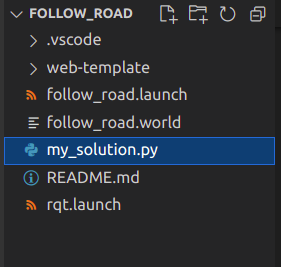 FOLLOW_ROAD
.vscode
web-template
follow_road.launch
follow_road.world
my_solution.py
README.md
rqt.launch